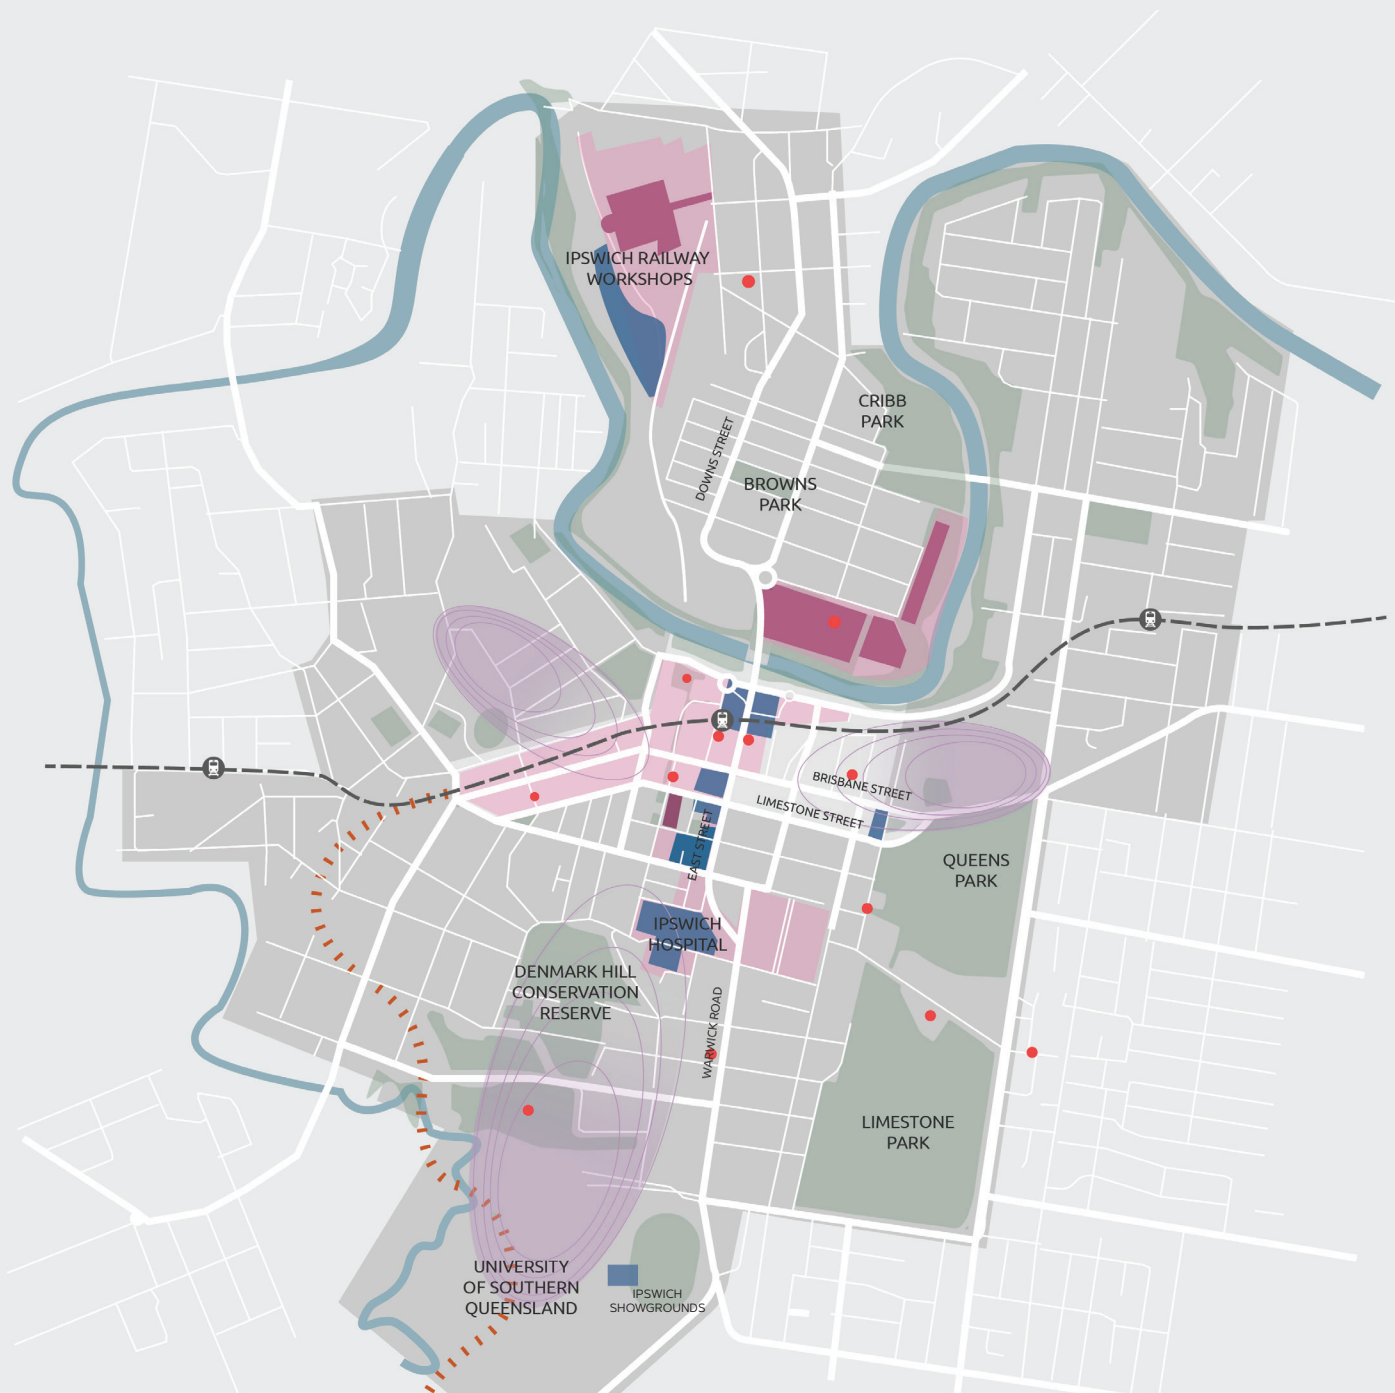 IPSWICH RAILWAY
WORKSHOPS
CRIBB
PARK
DOWNS STREET
BROWNS
PARK
BRISBANE STREET
LIMESTONE STREET
EAST STREET
QUEENS
PARK
IPSWICH
HOSPITAL
DENMARK HILL
CONSERVATION
RESERVE
WARWICK ROAD
LIMESTONE
PARK
UNIVERSITY
OF SOUTHERN
QUEENSLAND
IPSWICH
SHOWGROUNDS